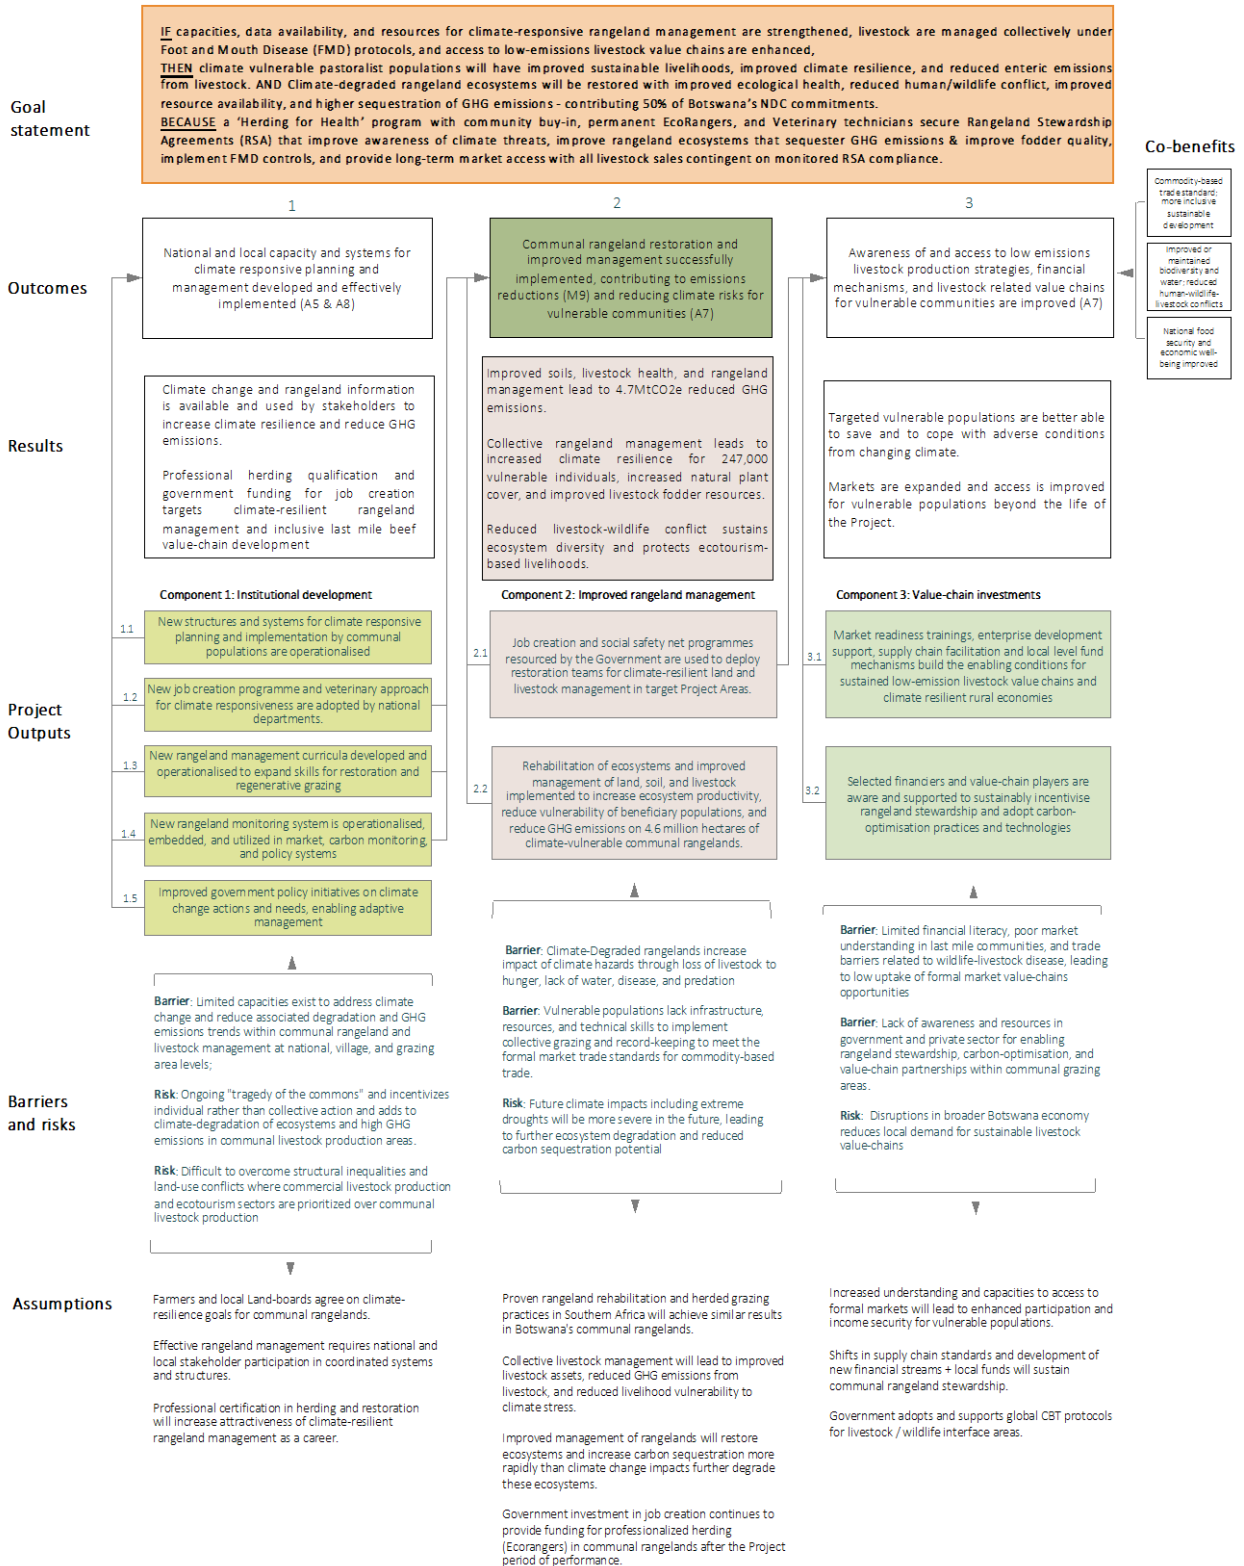 IF capacities, data availability, and resources for climate-responsive rangeland management are strengthened, livestock are managed collectively under
Foot and Mouth Disease (FMD) protocols, and access to low-emissions livestock value chains are enhanced,
THEN climate vulnerable pastoralist populations will have improved sustainable livelihoods, improved climate resilience, and reduced enteric emissions
from livestock. AND Climate-degraded rangeland ecosystems will be restored with improved ecological health, reduced human/wildlife conflict, improved
resource availability, and higher sequestration of GHG emissions - contributing 50% of Botswana's NDC commitments.
BECAUSE a 'Herding for Health' program with community buy-in, permanent EcoRangers, and Veterinary technicians secure Rangeland Stewardship
Agreements (RSA) that improve awareness of climate threats, improve rangeland ecosystems that sequester GHG emissions & improve fodder quality,
implement FMD controls, and provide long-term market access with all livestock sales contingent on monitored RSA compliance.
Goal
statement
Co-benefits
Commodity-based
trade standard;
more inclusive
sustainable
development
Improved or
maintained
biodiversity and
water; reduced
human-wildlife-
livestock conflicts
National food
security and
economic well-
being improved
Outcomes
1
National and local capacity and systems for
climate responsive planning and
management developed and effectively
implemented (A5 & A8)
2
Communal rangeland restoration and
improved management successfully
implemented, contributing to emissions
reductions (M9) and reducing climate risks for
vulnerable communities (A7)
3
Awareness of and access to low emissions
livestock production strategies, financial
mechanisms, and livestock related value chains
for vulnerable communities are improved (A7)
Results
Climate change and rangeland information
is available and used by stakeholders to
increase climate resilience and reduce GHG
emissions.
Professional herding qualification and
government funding for job creation
targets climate-resilient rangeland
management and inclusive last mile beef
value-chain development
Improved soils, livestock health, and rangeland
management lead to 4.7MtCO2e reduced GHG
emissions.
Collective rangeland management leads to
increased climate resilience for 247,000
vulnerable individuals, increased natural plant
cover, and improved livestock fodder resources.
Reduced livestock-wildlife conflict sustains
ecosystem diversity and protects ecotourism-
based livelihoods.
Targeted vulnerable populations are better able
to save and to cope with adverse conditions
from changing climate.
Markets are expanded and access is improved
for vulnerable populations beyond the life of
the Project.
Project
Outputs
Component 1: Institutional development
1.1
New structures and systems for climate responsive
planning and implementation by communal
populations are operationalised
1.2
New job creation programme and veterinary approach
for climate responsiveness are adopted by national
departments.
1.3
New rangeland management curricula developed and
operationalised to expand skills for restoration and
regenerative grazing
1.4
New rangeland monitoring system is operationalised,
embedded, and utilized in market, carbon monitoring,
and policy systems
1.5
Improved government policy initiatives on climate
change actions and needs, enabling adaptive
management
Component 2: Improved rangeland management
2.1
Job creation and social safety net programmes
resourced by the Government are used to deploy
restoration teams for climate-resilient land and
livestock management in target Project Areas.
2.2
Rehabilitation of ecosystems and improved
management of land, soil, and livestock
implemented to increase ecosystem productivity,
reduce vulnerability of beneficiary populations, and
reduce GHG emissions on 4.6 million hectares of
climate-vulnerable communal rangelands.
Component 3: Value-chain investments
3.1
Market readiness trainings, enterprise development
support, supply chain facilitation and local level fund
mechanisms build the enabling conditions for
sustained low-emission livestock value chains and
climate resilient rural economies
3.2
Selected financiers and value-chain players are
aware and supported to sustainably incentivise
rangeland stewardship and adopt carbon-
optimisation practices and technologies
Barriers
and risks
Barrier: Limited capacities exist to address climate
change and reduce associated degradation and GHG
emissions trends within communal rangeland and
livestock management at national, village, and grazing
area levels;
Risk: Ongoing "tragedy of the commons" and incentivizes
individual rather than collective action and adds to
climate-degradation of ecosystems and high GHG
emissions in communal livestock production areas.
Risk: Difficult to overcome structural inequalities and
land-use conflicts where commercial livestock production
and ecotourism sectors are prioritized over communal
livestock production
Barrier: Climate-Degraded rangelands increase
impact of climate hazards through loss of livestock to
hunger, lack of water, disease, and predation
Barrier: Vulnerable populations lack infrastructure,
resources, and technical skills to implement
collective grazing and record-keeping to meet the
formal market trade standards for commodity-based
trade.
Risk: Future climate impacts including extreme
droughts will be more severe in the future, leading
to further ecosystem degradation and reduced
carbon sequestration potential
Barrier: Limited financial literacy, poor market
understanding in last mile communities, and trade
barriers related to wildlife-livestock disease, leading
to low uptake of formal market value-chains
opportunities
Barrier: Lack of awareness and resources in
government and private sector for enabling
rangeland stewardship, carbon-optimisation, and
value-chain partnerships within communal grazing
areas.
Risk: Disruptions in broader Botswana economy
reduces local demand for sustainable livestock
value-chains
Assumptions
Farmers and local Land-boards agree on climate-
resilience goals for communal rangelands.
Effective rangeland management requires national and
local stakeholder participation in coordinated systems
and structures.
Professional certification in herding and restoration
will increase attractiveness of climate-resilient
rangeland management as a career.
Proven rangeland rehabilitation and herded grazing
practices in Southern Africa will achieve similar results
in Botswana's communal rangelands.
Collective livestock management will lead to improved
livestock assets, reduced GHG emissions from
livestock, and reduced livelihood vulnerability to
climate stress.
Improved management of rangelands will restore
ecosystems and increase carbon sequestration more
rapidly than climate change impacts further degrade
these ecosystems.
Government investment in job creation continues to
provide funding for professionalized herding
(Ecorangers) in communal rangelands after the Project
period of performance.
Increased understanding and capacities to access to
formal markets will lead to enhanced participation and
income security for vulnerable populations.
Shifts in supply chain standards and development of
new financial streams + local funds will sustain
communal rangeland stewardship.
Government adopts and supports global CBT protocols
for livestock / wildlife interface areas.